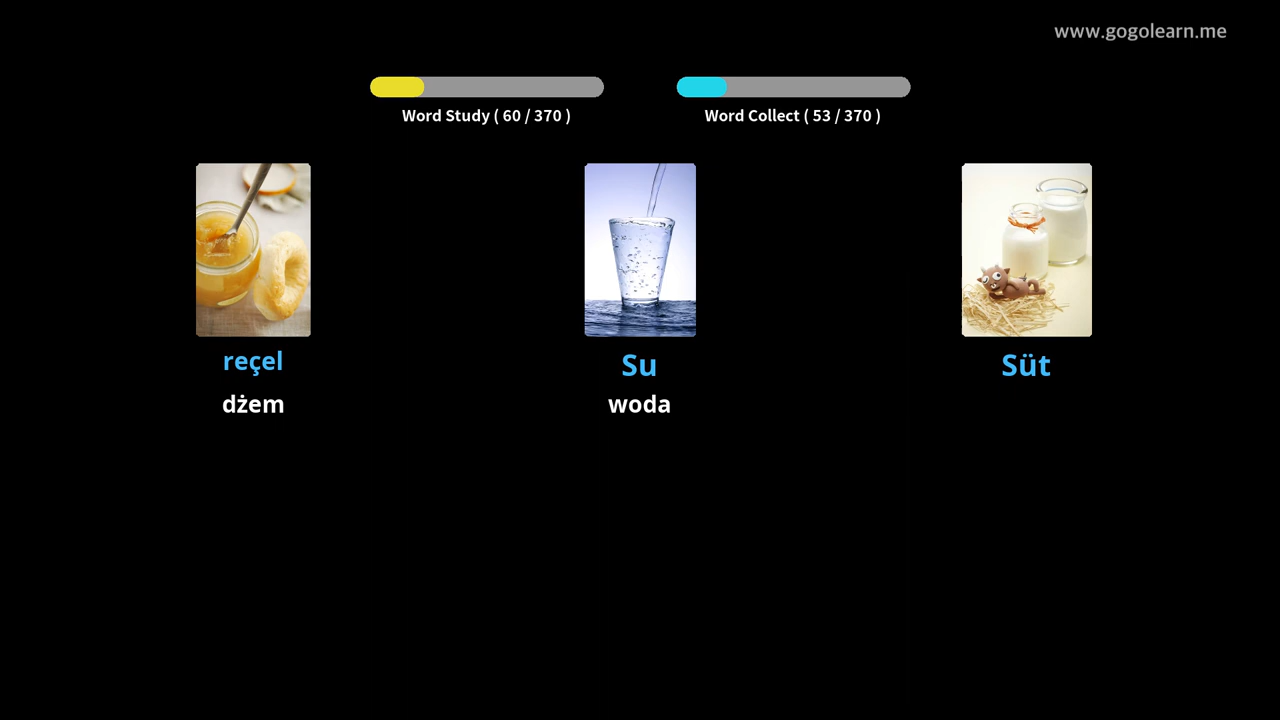 www.gogolearn.me
Word Study ( 60 / 370 )
Word Collect ( 53 / 370 )
reçel
Su
Süt
dżem
woda